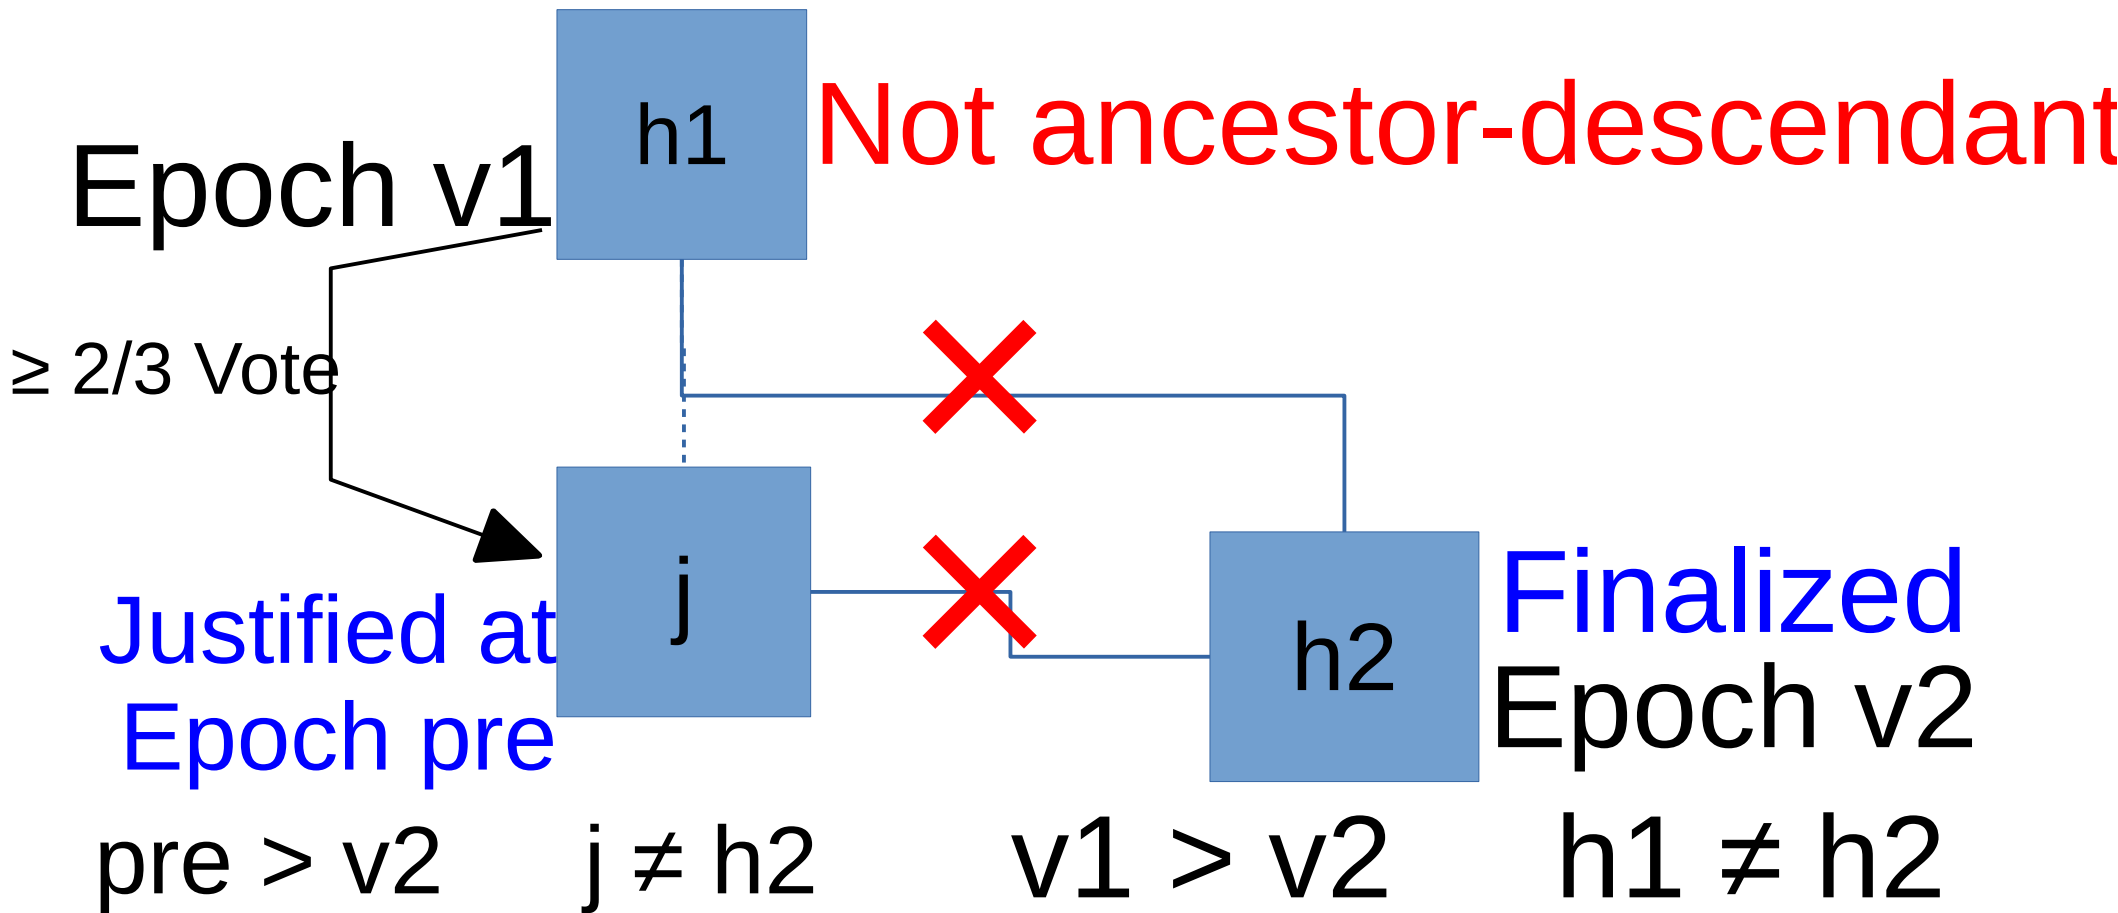 h1
Not ancestor-descendant
Epoch v1
≥ 2/3 Vote
j
Justified at
Epoch pre
h2
Finalized
Epoch v2
pre > v2
j ≠ h2
v1 > v2
h1 ≠ h2